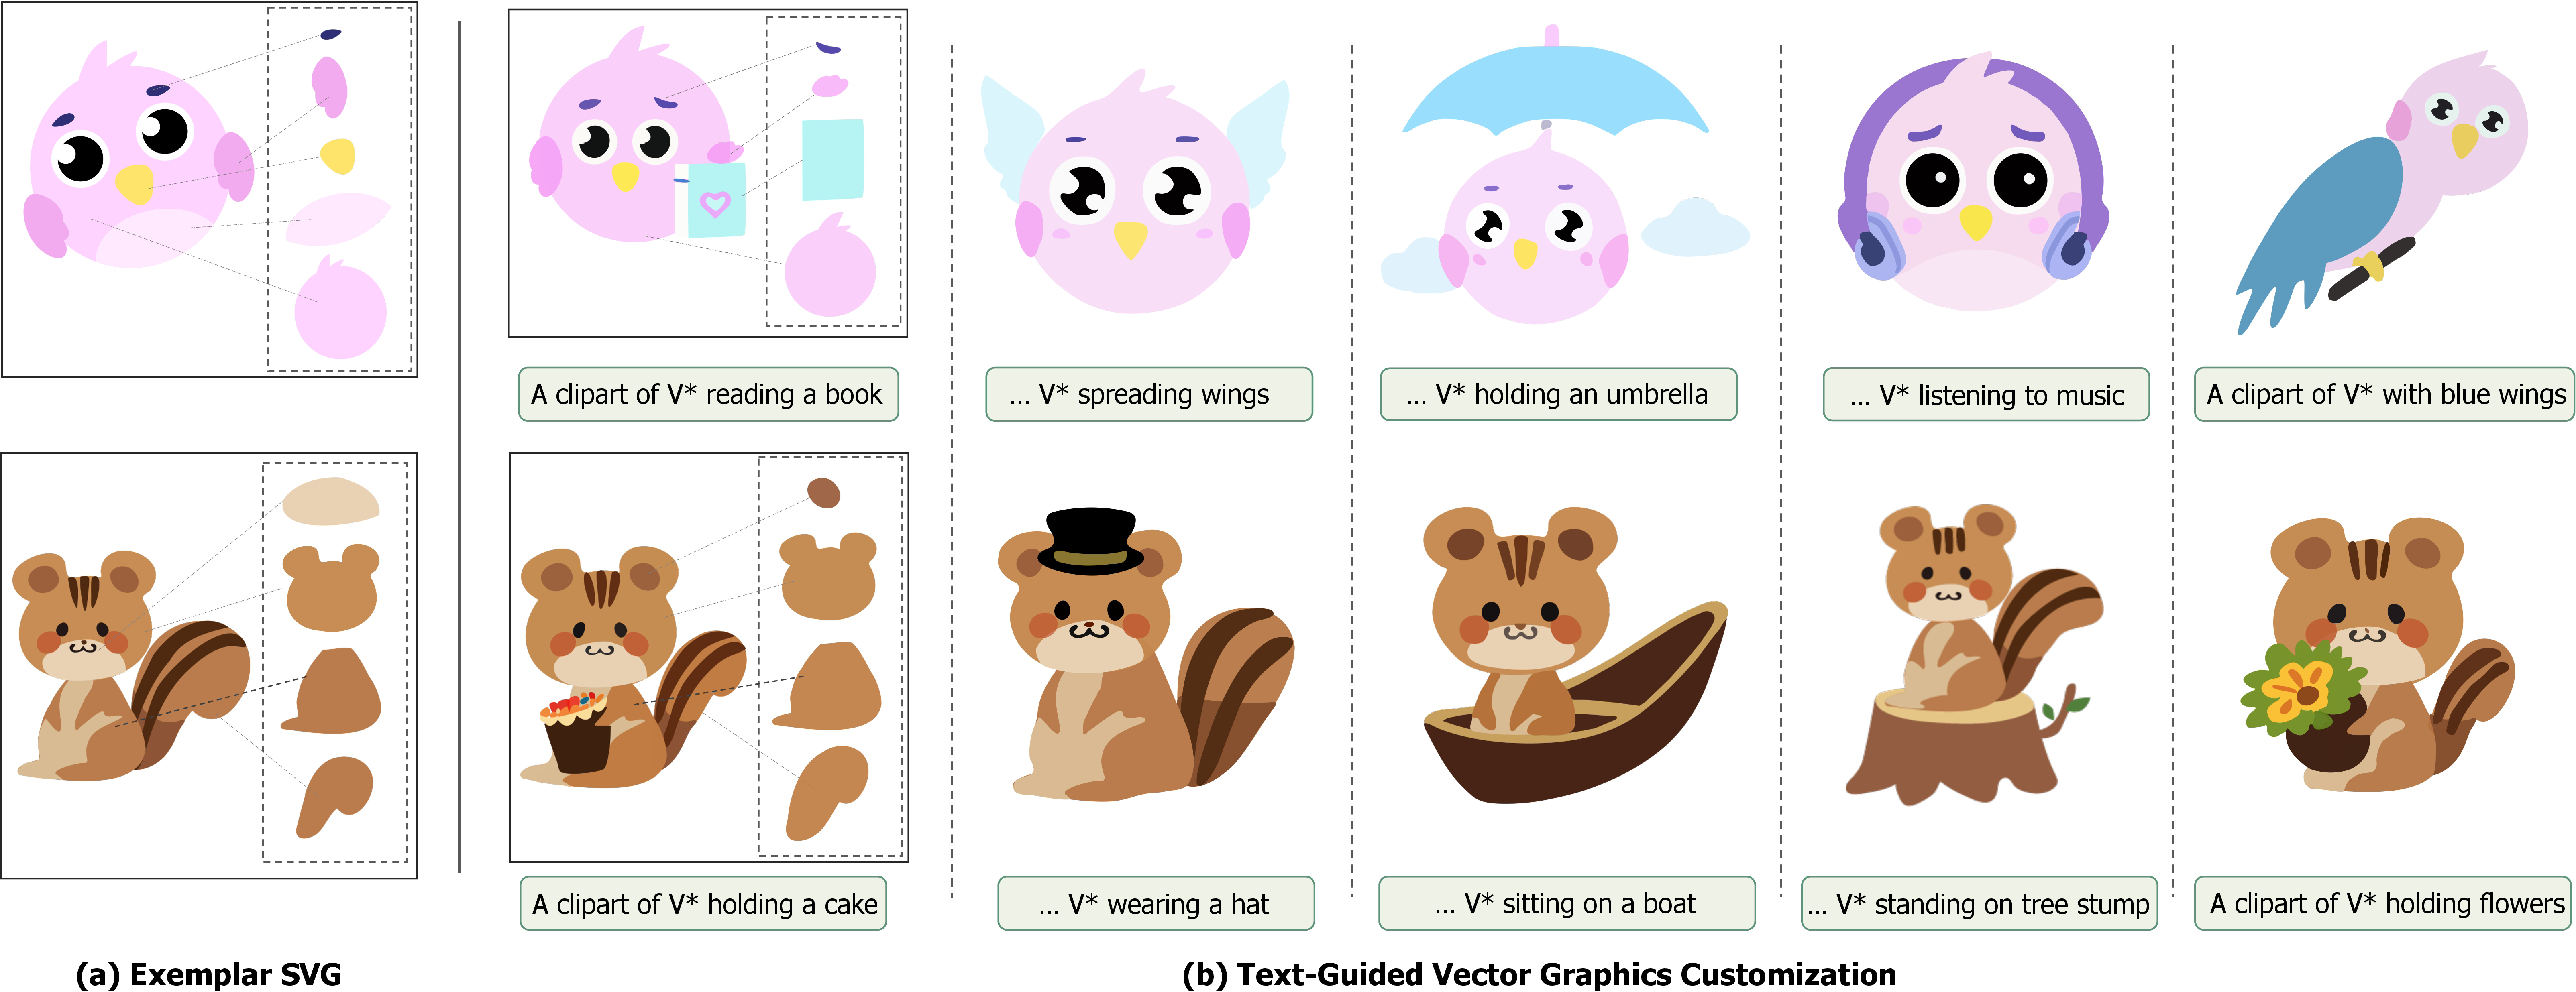 A clipart of V* reading a book
... V* spreading wings
... V* holding an umbrella
... V* listening to music
A clipart of V* with blue wings
A clipart of V* holding a cake
... V* wearing a hat
... V* sitting on a boat
... V* standing on tree stump
A clipart of V* holding flowers
(a) Exemplar SVG
(b) Text-Guided Vector Graphics Customization